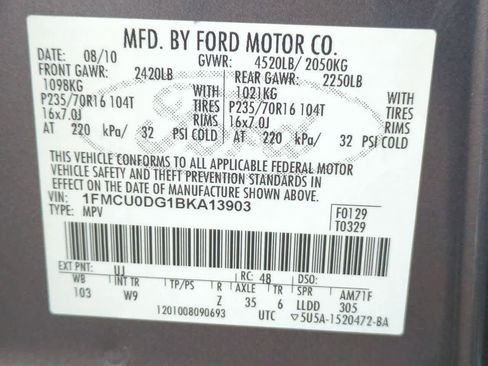 MFD. BY FORD MOTOR CO.
DATE: 08/10 GVWR: 4520LB/ 2050KG
FRONT GAWR: 2420LB REAR GAWR: 2250LB
1098KG WITH 1021KG WITH
P235/70R16 104T TIRES P235/70R16 104T TIRES
16x7.0J RIMS 16x7.0J RIMS
AT 220 kPa/ 32 PSI COLD AT 220 kPa/ 32 PSI COLD
THIS VEHICLE CONFORMS TO ALL APPLICABLE FEDERAL MOTOR
VEHICLE SAFETY AND THEFT PREVENTION STANDARDS IN
EFFECT ON THE DATE OF MANUFACTURE SHOWN ABOVE.
VIN: 1FMCU0DG1BKA13903 F0129
TYPE: MPV T0329
EXT PNT: UJ RC: 48 DSO:
WB INT TR TP/PS R AXLE TR SPR AM71F
103 W9 Z 35 6 LLDD 305
1201008090693 UTC ▽5U5A-1520472-BA